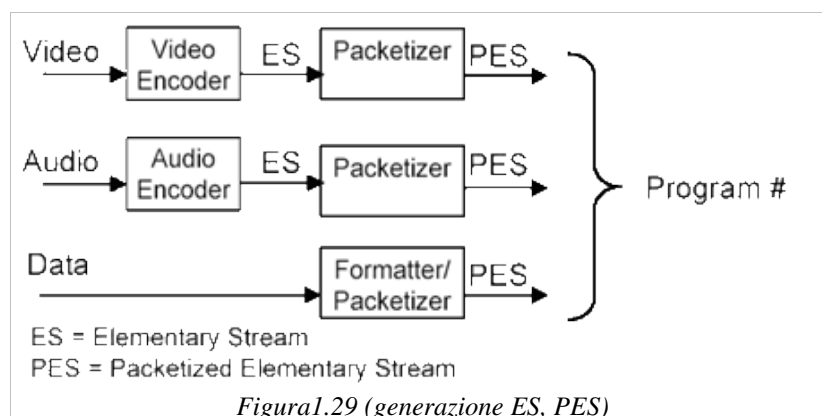 Video
Video
Encoder
ES
Packetizer
PES
Audio
Audio
Encoder
ES
Packetizer
PES
Program #
Data
Formatter/
Packetizer
PES
ES = Elementary Stream
PES = Packetized Elementary Stream
Figura1.29 (generazione ES, PES)